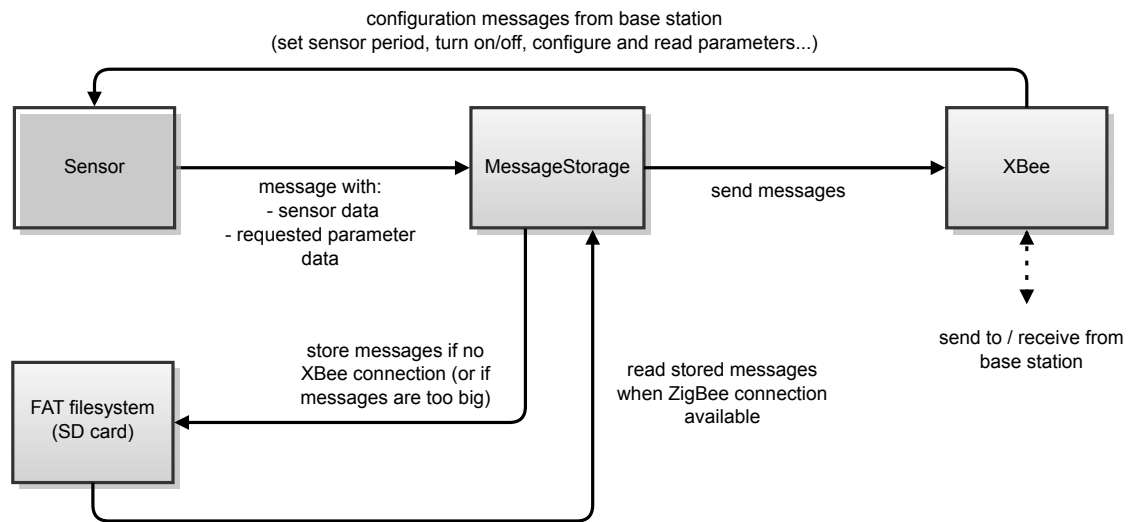 configuration messages from base station
(set sensor period, turn on/off, configure and read parameters...)
Sensor
MessageStorage
XBee
message with:
- sensor data
- requested parameter
data
send messages
send to / receive from
base station
store messages if no
XBee connection (or if
messages are too big)
read stored messages
when ZigBee connection
available
FAT filesystem
(SD card)